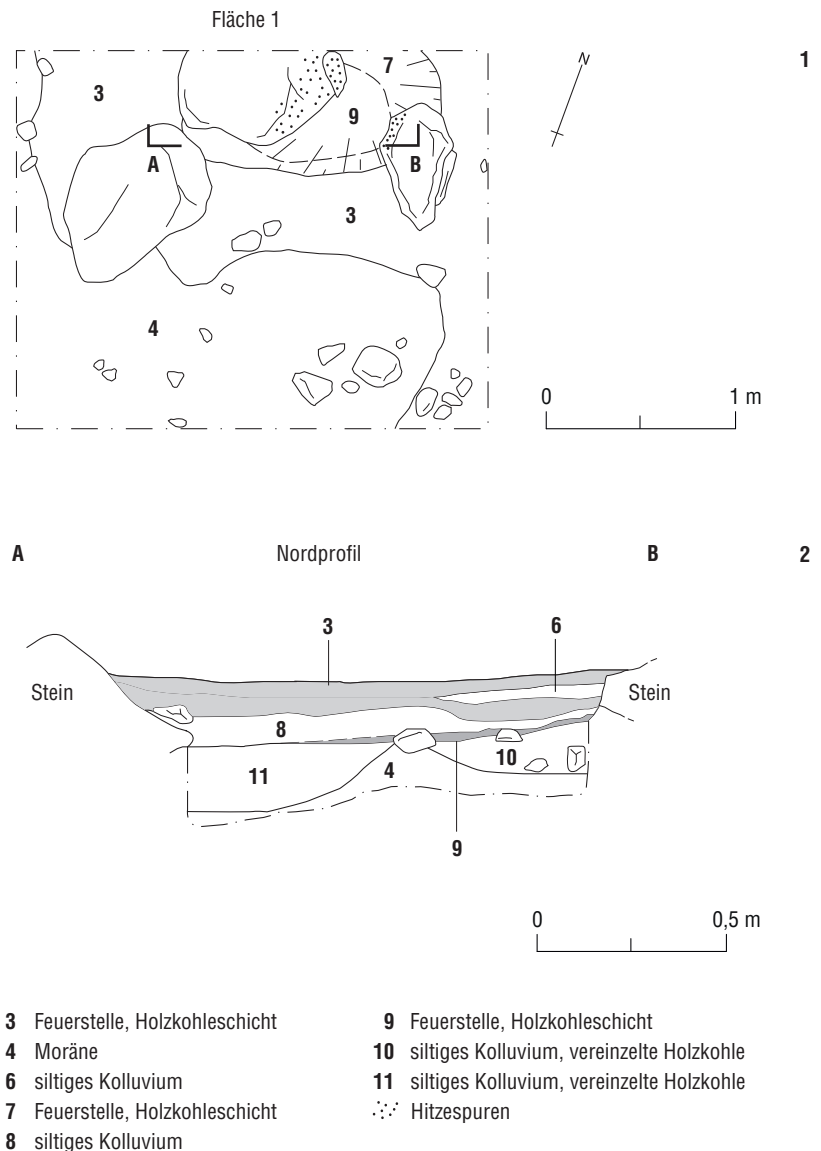 Fläche 1
1
N
3
7
9
A
B
3
4
0 1 m
A Nordprofil B 2
3 6
Stein Stein
8
11 4 10
9
0 0,5 m
3 Feuerstelle, Holzkohleschicht
4 Moräne
6 siltiges Kolluvium
7 Feuerstelle, Holzkohleschicht
8 siltiges Kolluvium
9 Feuerstelle, Holzkohleschicht
10 siltiges Kolluvium, vereinzelte Holzkohle
11 siltiges Kolluvium, vereinzelte Holzkohle
Hitzespuren